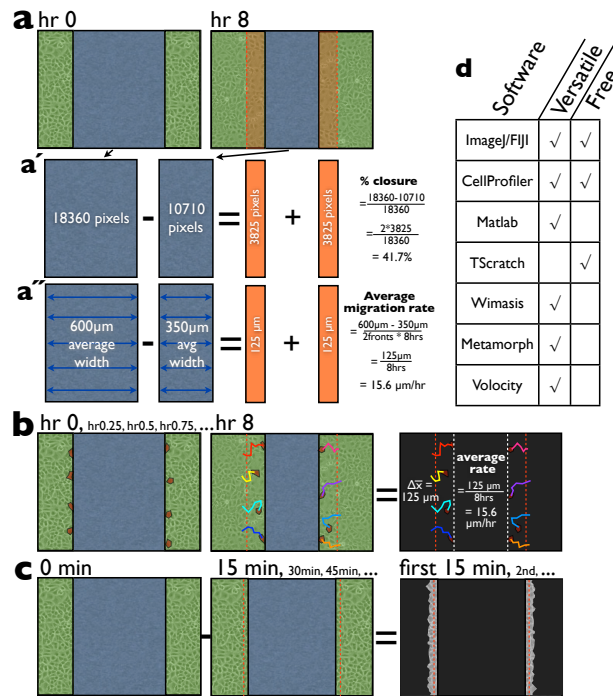 a
hr 0
hr 8
a′
18360 pixels
-
10710
pixels
=
3825 pixels
+
3825 pixels
% closure
=18360-10710
18360
=2*3825
18360
= 41.7%
a″
600µm
average
width
-
350µm
avg
width
=
125 µm
+
125 µm
Average
migration rate
=600µm - 350µm
2fronts * 8hrs
=125µm
8hrs
= 15.6 µm/hr
b
hr 0, hr0.25, hr0.5, hr0.75, ...hr 8
=
Δx̅ =
125 µm
average
rate
=125 µm
8hrs
= 15.6
µm/hr
c
0 min
15 min, 30min, 45min, ...
first 15 min, 2nd, ...
-
=
d
Software
Versatile
Free
ImageJ/FIJI √ √
CellProfiler √ √
Matlab √
TScratch √
Wimasis √
Metamorph √
Volocity √